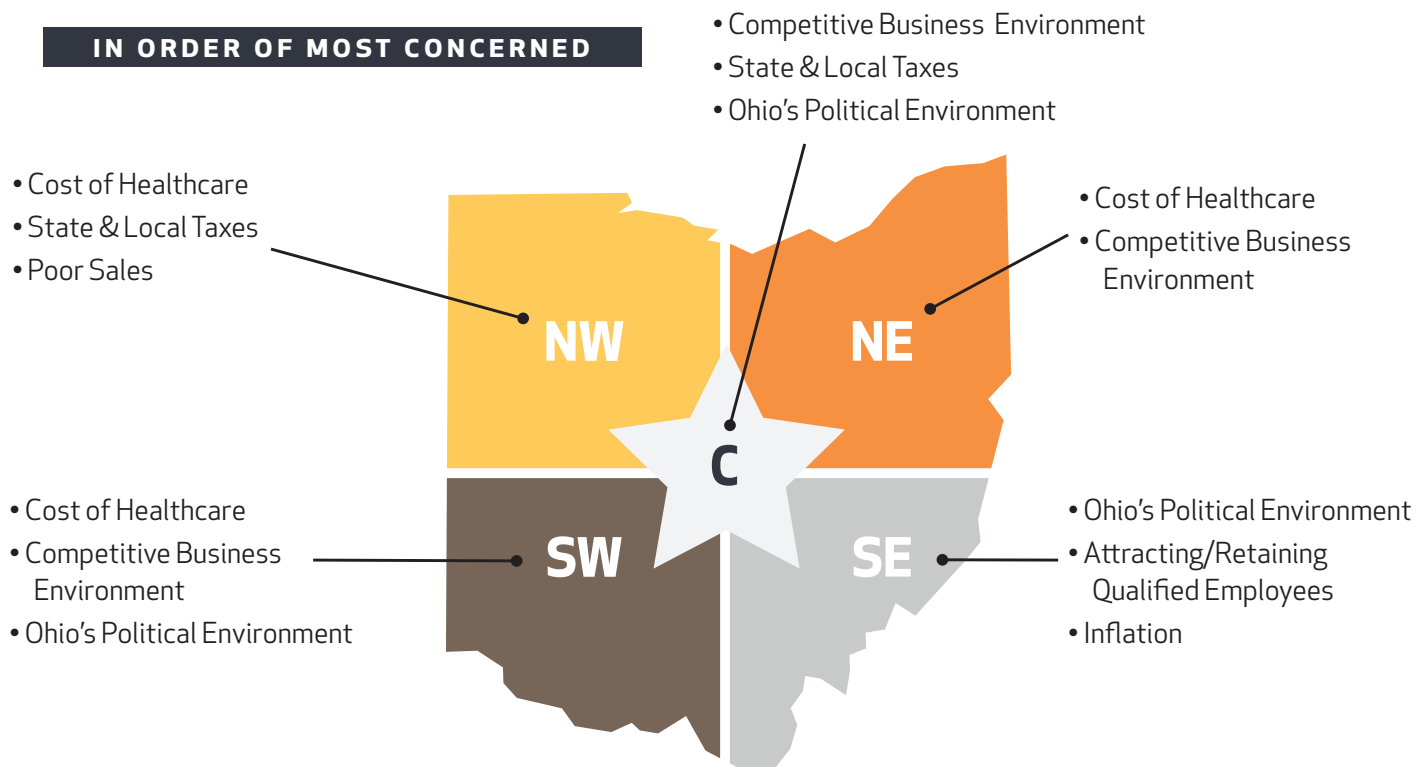 IN ORDER OF MOST CONCERNED
• Competitive Business Environment
• State & Local Taxes
• Ohio’s Political Environment
• Cost of Healthcare
• State & Local Taxes
• Poor Sales
• Cost of Healthcare
• Competitive Business
Environment
NW
NE
C
• Cost of Healthcare
• Competitive Business
Environment
• Ohio’s Political Environment
SW
SE
• Ohio’s Political Environment
• Attracting/Retaining
Qualified Employees
• Inflation